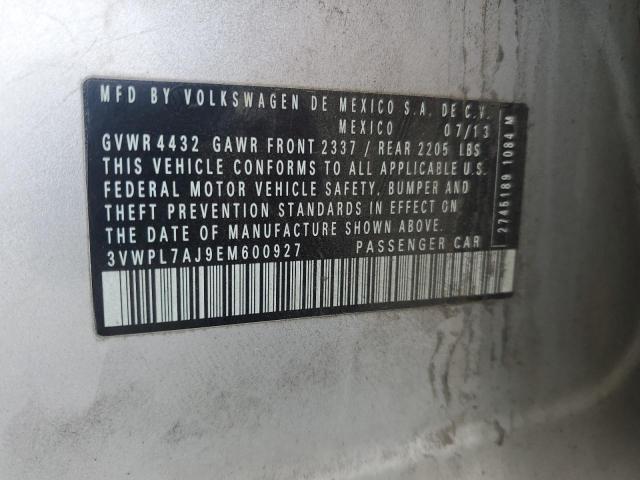 MFD BY VOLKSWAGEN DE MEXICO S.A. DE C.V.
MEXICO 07/13
GVWR 4432 GAWR FRONT 2337 / REAR 2205 LBS
THIS VEHICLE CONFORMS TO ALL APPLICABLE U.S.
FEDERAL MOTOR VEHICLE SAFETY, BUMPER AND
THEFT PREVENTION STANDARDS IN EFFECT ON
THE DATE OF MANUFACTURE SHOWN ABOVE.
3VWPL7AJ9EM600927 PASSENGER CAR
2745189 1084 M